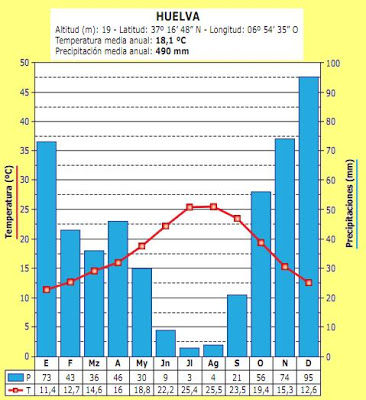 HUELVA
Altitud (m): 19 - Latitud: 37º 16' 48" N - Longitud: 06º 54' 35" O
Temperatura media anual: 18,1 ºC
Precipitación media anual: 490 mm
Temperatura (ºC)
50
45
40
35
30
25
20
15
10
5
0
100
90
80
70
60
50
40
30
20
10
0
Precipitaciones (mm)
E F Mz A My Jn Jl Ag S O N D
P 73 43 36 46 30 9 3 4 21 56 74 95
T 11,4 12,7 14,6 16 18,8 22,2 25,4 25,5 23,5 19,4 15,3 12,6